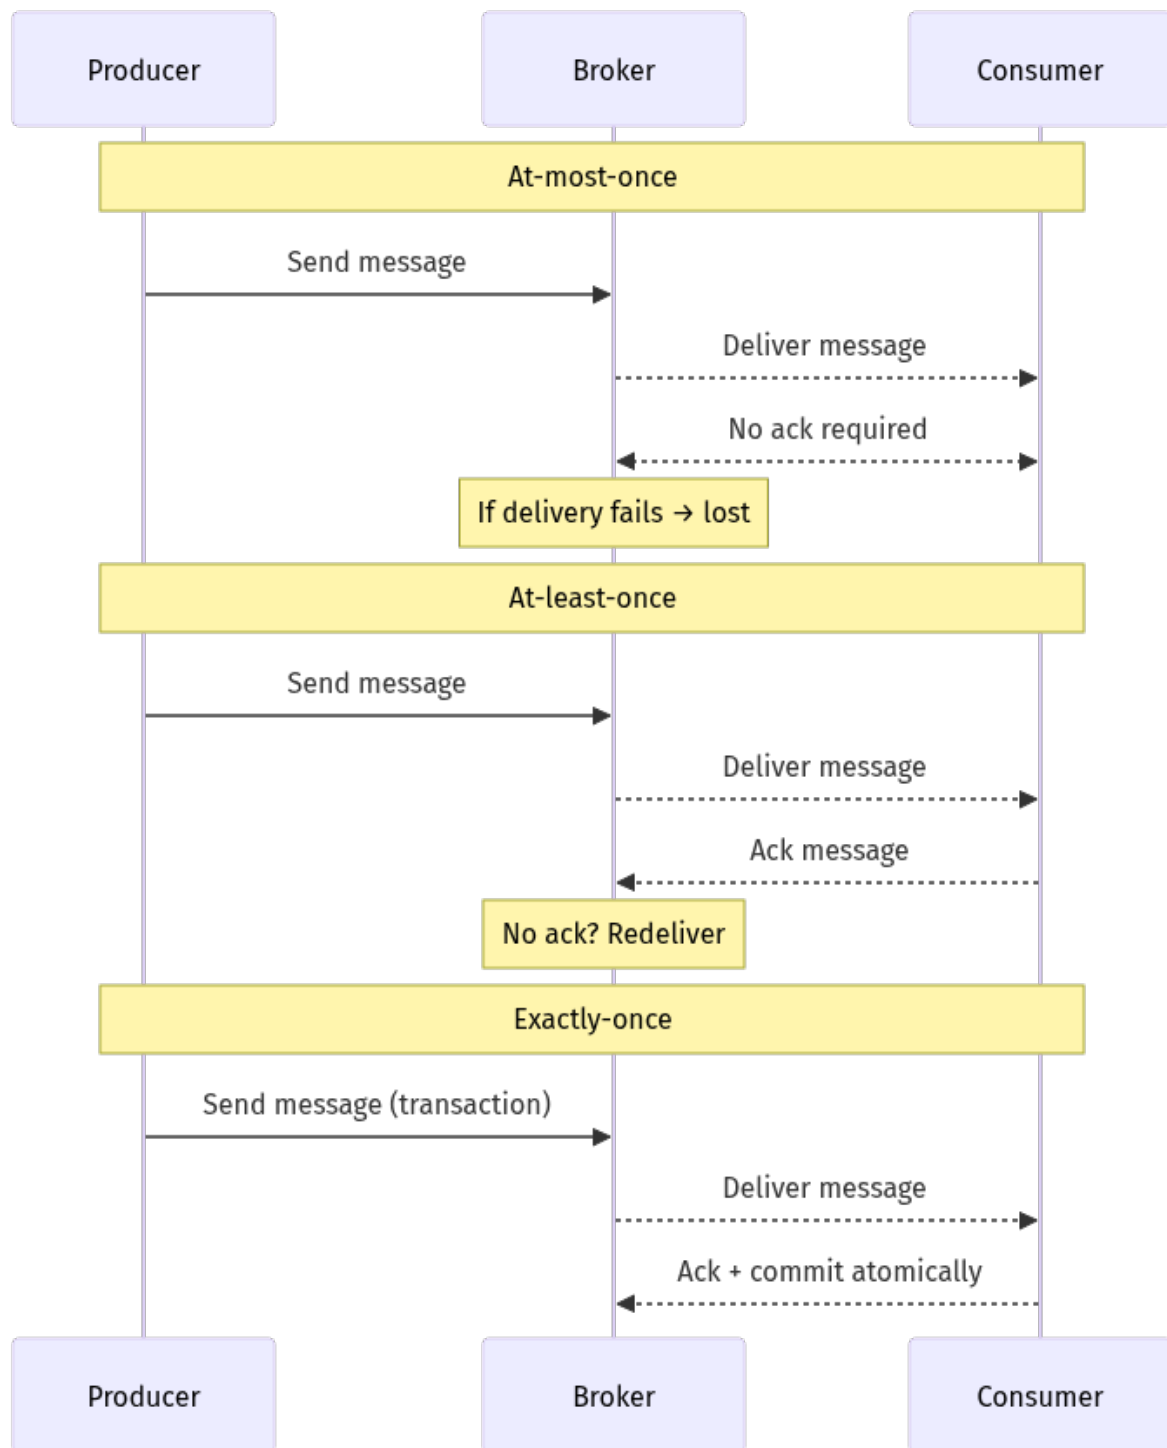 Producer
Broker
Consumer
At-most-once
Send message
Deliver message
No ack required
If delivery fails → lost
At-least-once
Send message
Deliver message
Ack message
No ack? Redeliver
Exactly-once
Send message (transaction)
Deliver message
Ack + commit atomically
Producer
Broker
Consumer